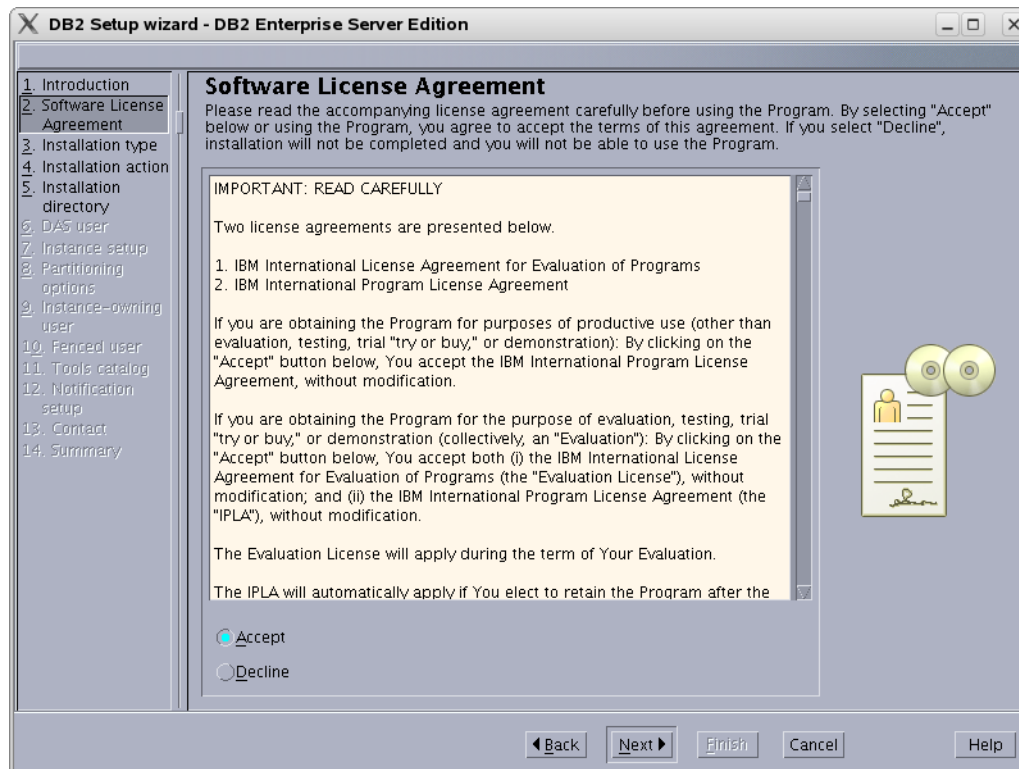 DB2 Setup wizard - DB2 Enterprise Server Edition
1. Introduction
2. Software License
Agreement
3. Installation type
4. Installation action
5. Installation
directory
6. DAS user
7. Instance setup
8. Partitioning
options
9. Instance-owning
user
10. Fenced user
11. Tools catalog
12. Notification
setup
13. Contact
14. Summary
Software License Agreement
Please read the accompanying license agreement carefully before using the Program. By selecting "Accept"
below or using the Program, you agree to accept the terms of this agreement. If you select "Decline",
installation will not be completed and you will not be able to use the Program.
IMPORTANT: READ CAREFULLY
Two license agreements are presented below.
1. IBM International License Agreement for Evaluation of Programs
2. IBM International Program License Agreement
If you are obtaining the Program for purposes of productive use (other than
evaluation, testing, trial "try or buy," or demonstration): By clicking on the
"Accept" button below, You accept the IBM International Program License
Agreement, without modification.
If you are obtaining the Program for the purpose of evaluation, testing, trial
"try or buy," or demonstration (collectively, an "Evaluation"): By clicking on the
"Accept" button below, You accept both (i) the IBM International License
Agreement for Evaluation of Programs (the "Evaluation License"), without
modification; and (ii) the IBM International Program License Agreement (the
"IPLA"), without modification.
The Evaluation License will apply during the term of Your Evaluation.
The IPLA will automatically apply if You elect to retain the Program after the
Accept
Decline
Back
Next
Finish
Cancel
Help